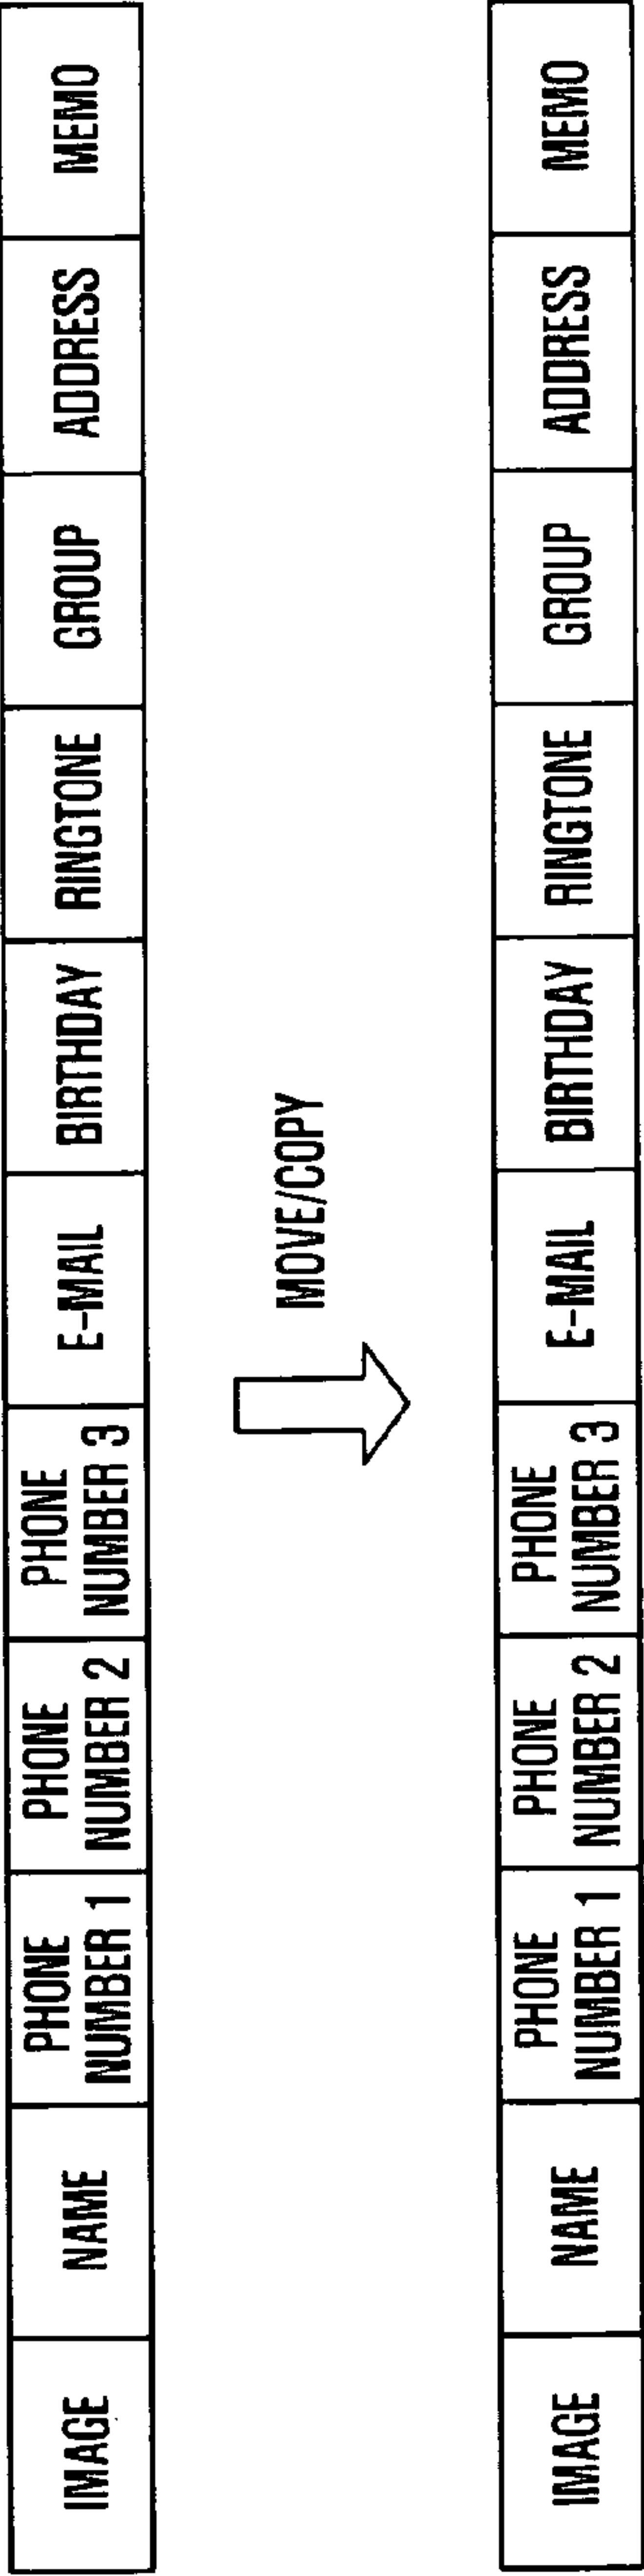 IMAGE
NAME
PHONE
NUMBER 1
PHONE
NUMBER 2
PHONE
NUMBER 3
E-MAIL
BIRTHDAY
RINGTONE
GROUP
ADDRESS
MEMO
MOVE/COPY
IMAGE
NAME
PHONE
NUMBER 1
PHONE
NUMBER 2
PHONE
NUMBER 3
E-MAIL
BIRTHDAY
RINGTONE
GROUP
ADDRESS
MEMO